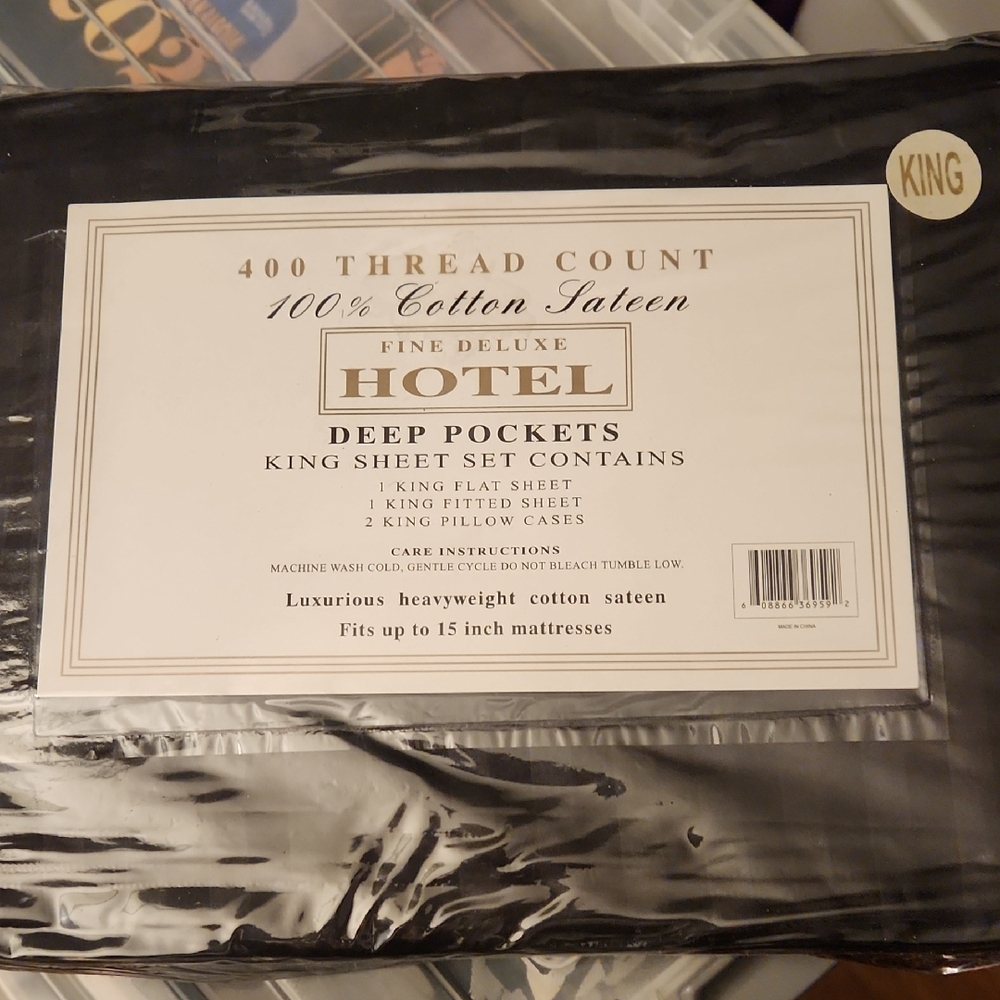 KING
400 THREAD COUNT
100% Cotton Sateen
FINE DELUXE
HOTEL
DEEP POCKETS
KING SHEET SET CONTAINS
1 KING FLAT SHEET
1 KING FITTED SHEET
2 KING PILLOW CASES
CARE INSTRUCTIONS
MACHINE WASH COLD, GENTLE CYCLE DO NOT BLEACH TUMBLE LOW.
Luxurious heavyweight cotton sateen
Fits up to 15 inch mattresses
6 08866 36959 2
MADE IN CHINA